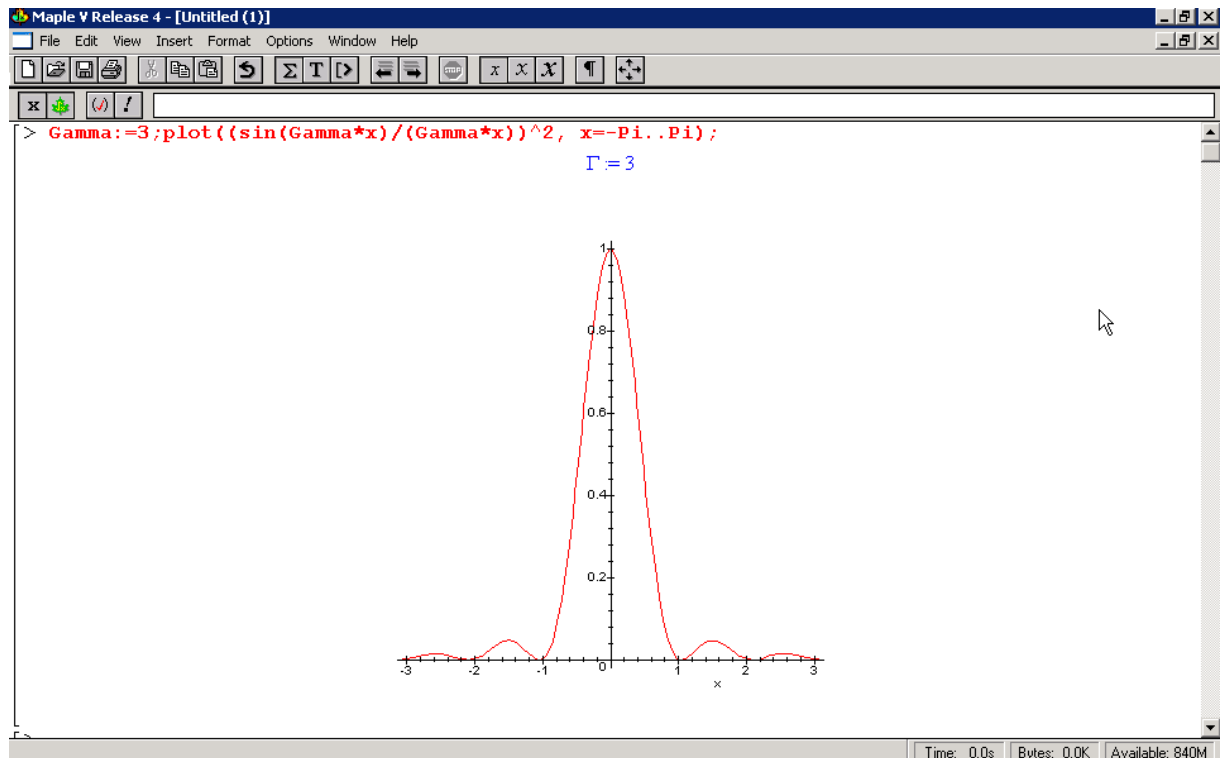 Maple V Release 4 - [Untitled (1)]
File Edit View Insert Format Options Window Help
Σ T [> STOP x x x ¶
x (√) !
[> Gamma:=3;plot((sin(Gamma*x)/(Gamma*x))^2, x=-Pi..Pi);
Γ := 3
1
0.8
0.6
0.4
0.2
-3 -2 -1 0 1 2 3
x
Time: 0.0s Bytes: 0.0K Available: 840M